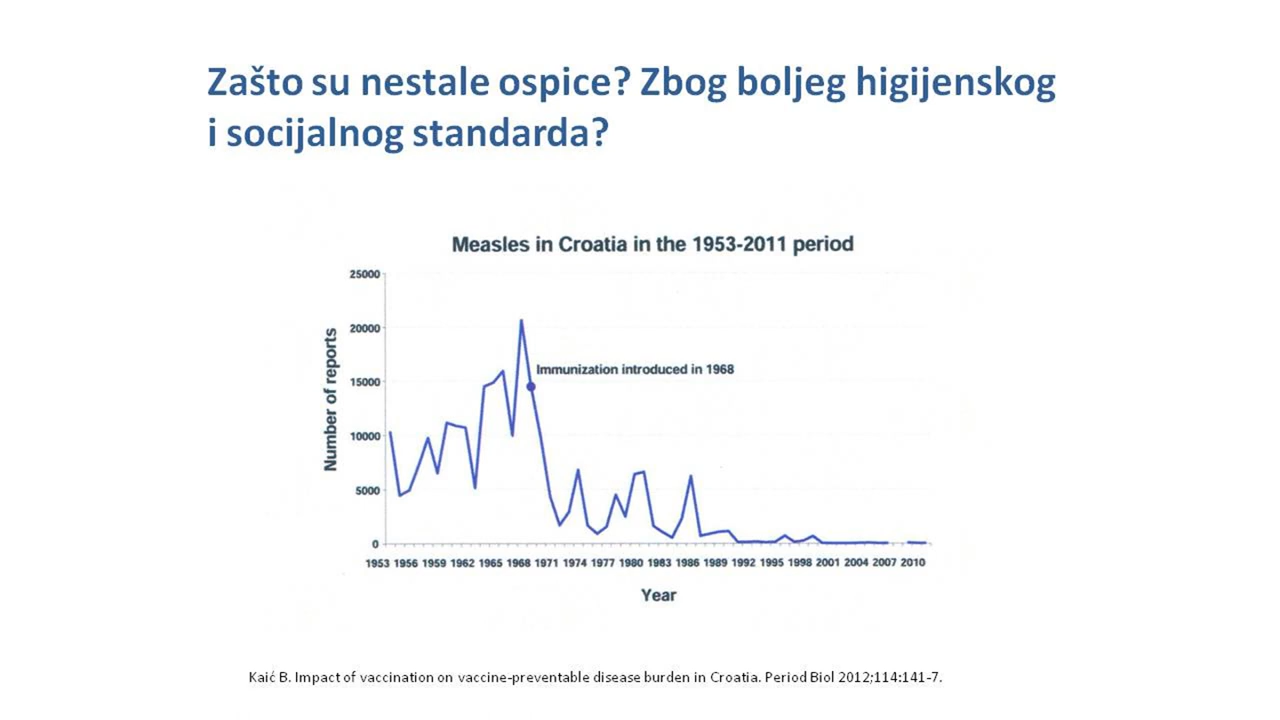 Zašto su nestale ospice? Zbog boljeg higijenskog
i socijalnog standarda?
Measles in Croatia in the 1953-2011 period
25000
20000
15000
10000
5000
0
Number of reports
Immunization introduced in 1968
1953 1956 1959 1962 1965 1968 1971 1974 1977 1980 1983 1986 1989 1992 1995 1998 2001 2004 2007 2010
Year
Kaić B. Impact of vaccination on vaccine-preventable disease burden in Croatia. Period Biol 2012;114:141-7.